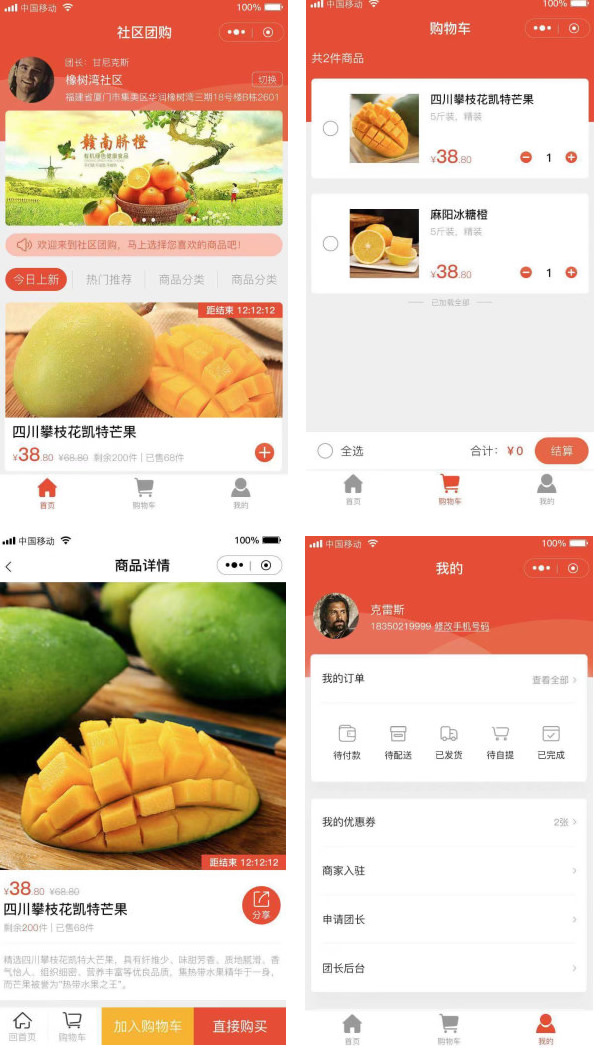 中国移动
100%
社区团购
团长：甘尼克斯
橡树湾社区
切换
福建省厦门市集美区华润橡树湾三期18号楼B栋2601
赣南脐橙
有机绿色健康食品
欢迎来到社区团购，马上选择您喜欢的商品吧！
今日上新
热门推荐
商品分类
商品分类
距结束 12:12:12
四川攀枝花凯特芒果
¥38.80 ¥68.80 剩余200件 | 已售68件
首页
购物车
我的
中国移动
100%
购物车
共2件商品
四川攀枝花凯特芒果
5斤装，精装
¥38.80
1
麻阳冰糖橙
5斤装，精装
¥38.80
1
已加载全部
全选
合计：¥0
结算
首页
购物车
我的
中国移动
100%
商品详情
距结束 12:12:12
¥38.80 ¥68.80
四川攀枝花凯特芒果
分享
剩余200件 | 已售68件
精选四川攀枝花凯特大芒果，具有纤维少、味甜芳香、质地腻滑、香
气怡人、组织细密、营养丰富等优良品质，集热带水果精华于一身，
而芒果被誉为"热带水果之王"。
回首页
购物车
加入购物车
直接购买
中国移动
100%
我的
克雷斯
18350219999 修改手机号码
我的订单
查看全部
待付款
待配送
已发货
待自提
已完成
我的优惠券
2张
商家入驻
申请团长
团长后台
首页
购物车
我的